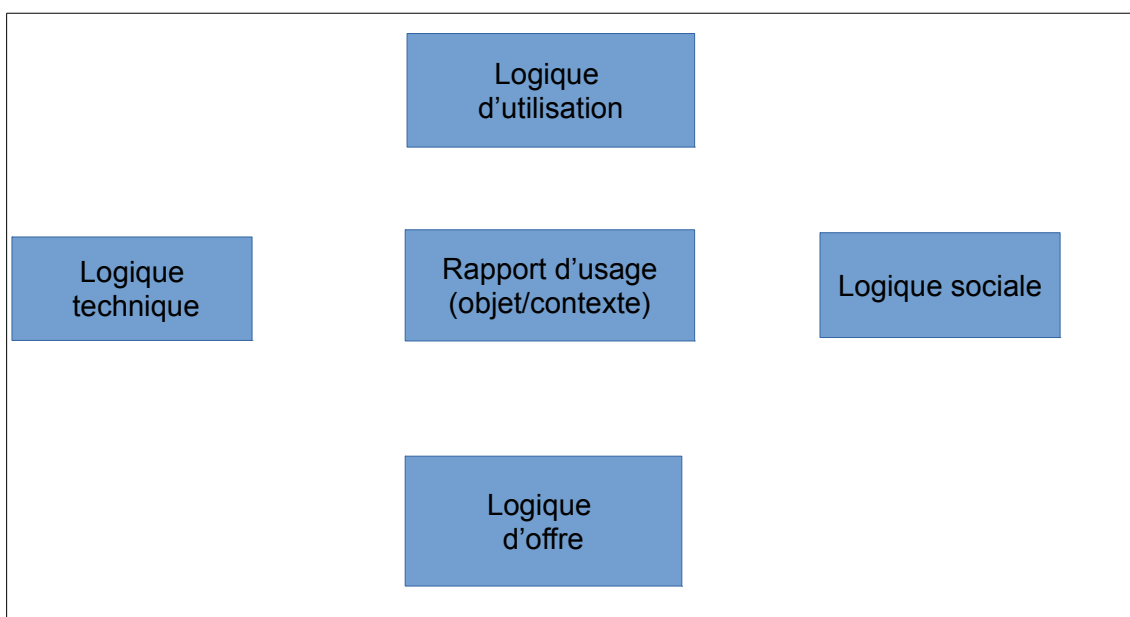 Logique
d’utilisation
Logique
technique
Rapport d’usage
(objet/contexte)
Logique sociale
Logique
d’offre